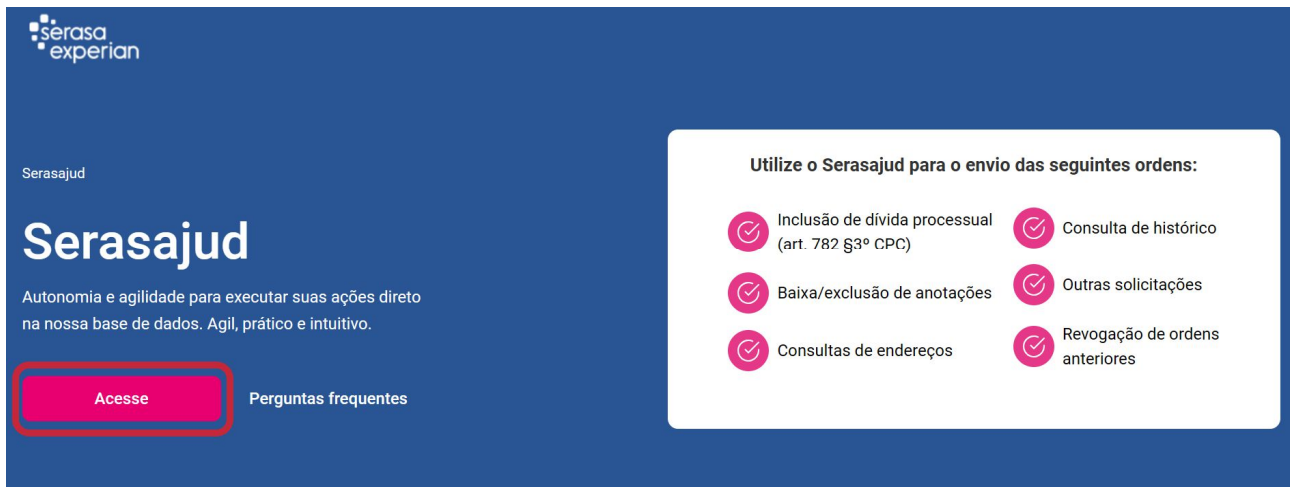 serasa
experian
Serasajud
Serasajud
Autonomia e agilidade para executar suas ações direto
na nossa base de dados. Agil, prático e intuitivo.
Acesse
Perguntas frequentes
Utilize o Serasajud para o envio das seguintes ordens:
Inclusão de dívida processual
(art. 782 §3º CPC)
Baixa/exclusão de anotações
Consultas de endereços
Consulta de histórico
Outras solicitações
Revogação de ordens
anteriores